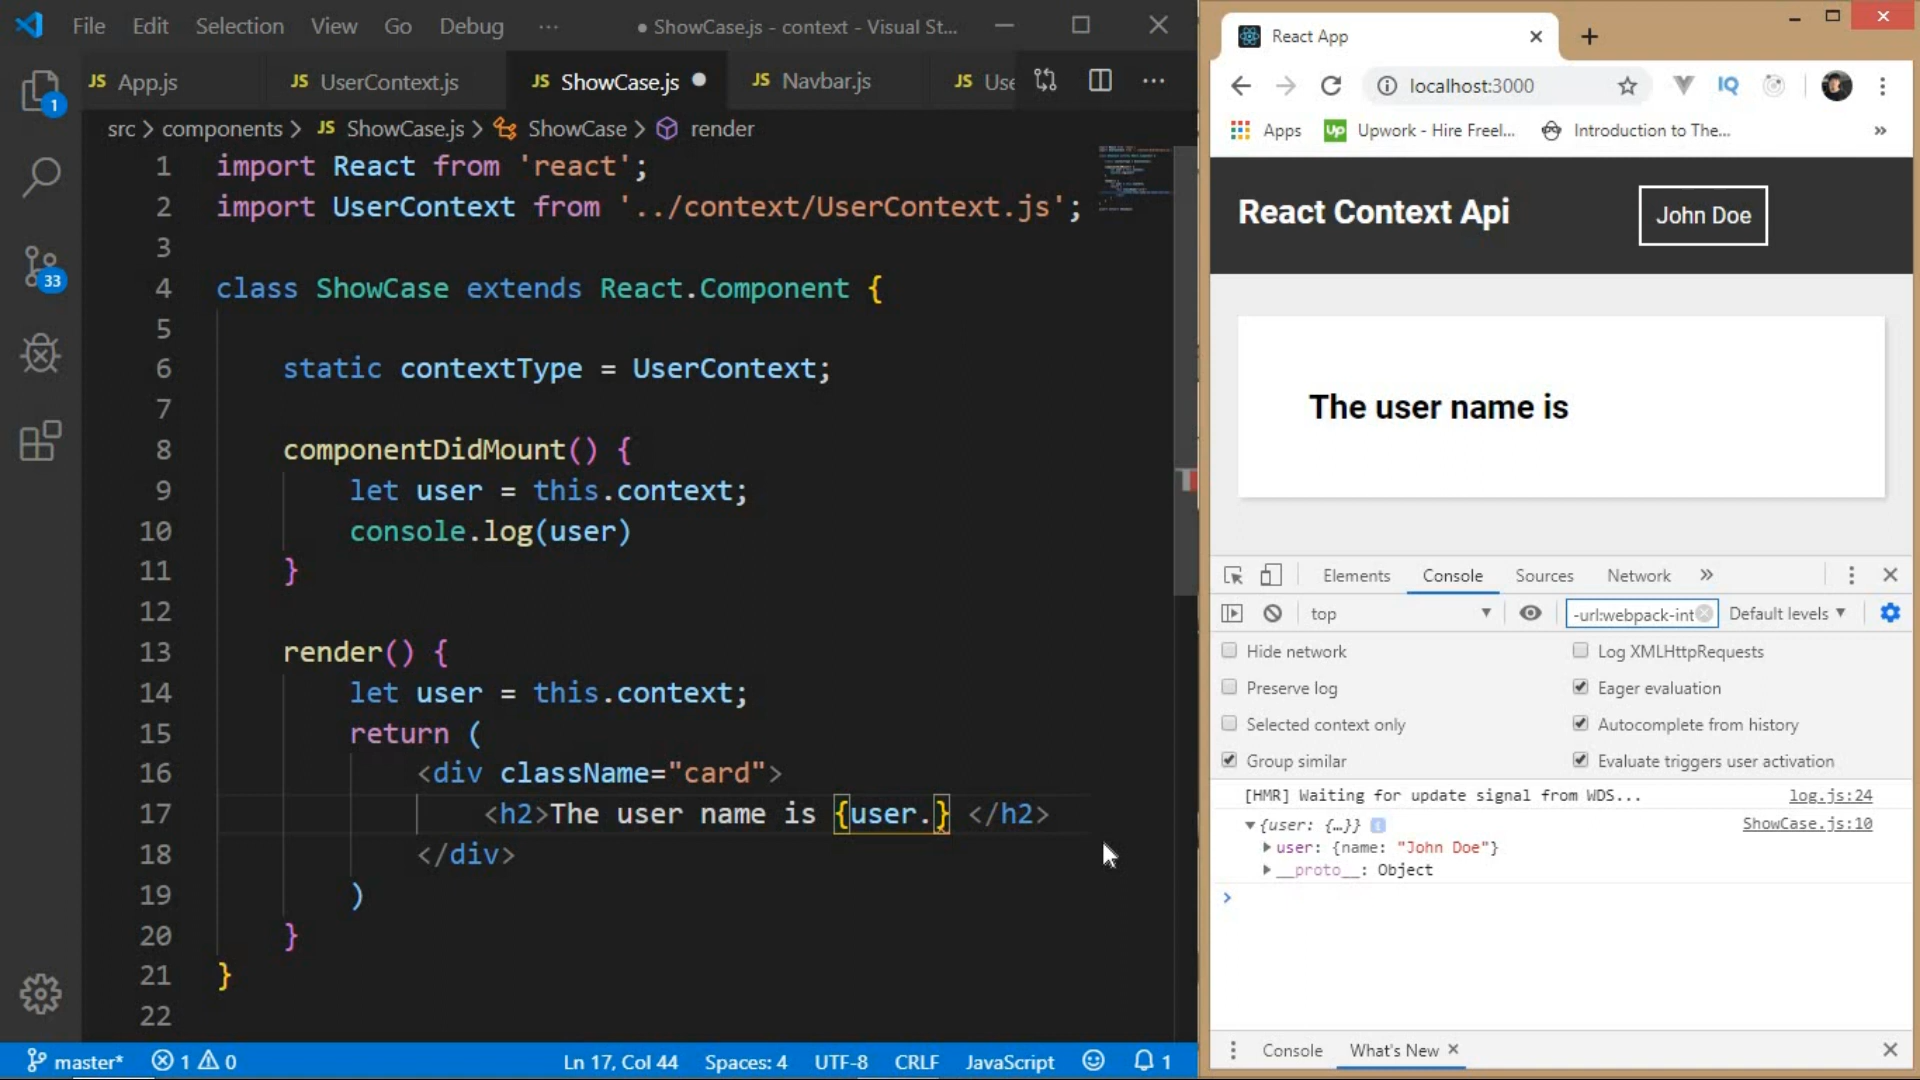 File Edit Selection View Go Debug ··· ● ShowCase.js - context - Visual St...
JS App.js JS UserContext.js JS ShowCase.js ● JS Navbar.js JS Use
src > components > JS ShowCase.js > ShowCase > render
1 import React from 'react';
2 import UserContext from '../context/UserContext.js';
3
4 class ShowCase extends React.Component {
5
6 static contextType = UserContext;
7
8 componentDidMount() {
9 let user = this.context;
10 console.log(user)
11 }
12
13 render() {
14 let user = this.context;
15 return (
16 <div className="card">
17 <h2>The user name is {user.} </h2>
18 </div>
19 )
20 }
21 }
22
1
33
master* 1 0 Ln 17, Col 44 Spaces: 4 UTF-8 CRLF JavaScript 1
React App
localhost:3000 IQ
Apps Up Upwork - Hire Freel... Introduction to The... »
React Context Api John Doe
The user name is
Elements Console Sources Network »
top -url:webpack-int Default levels
Hide network Log XMLHttpRequests
Preserve log Eager evaluation
Selected context only Autocomplete from history
Group similar Evaluate triggers user activation
[HMR] Waiting for update signal from WDS... log.js:24
{user: {…}} ShowCase.js:10
user: {name: "John Doe"}
__proto__: Object
>
Console What's New